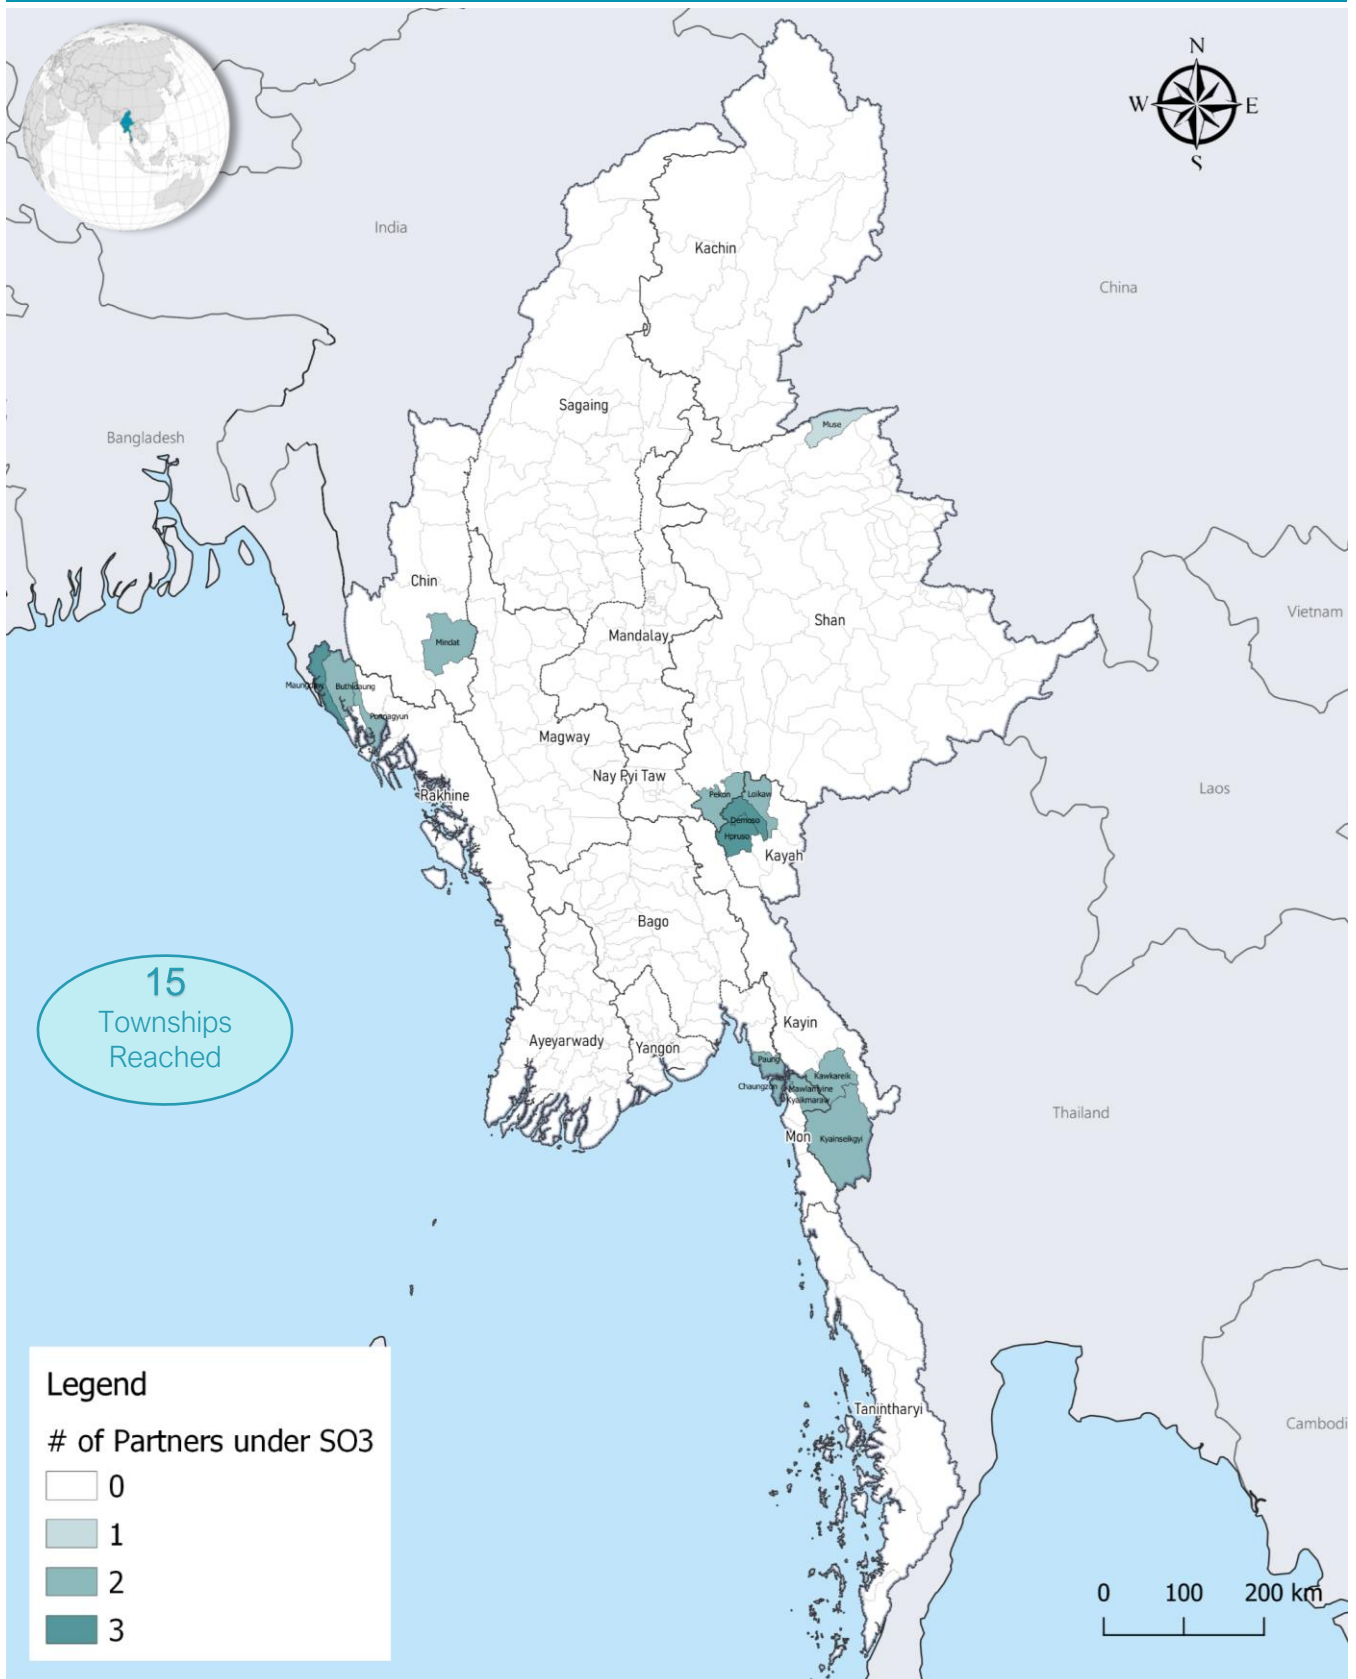 N
W E
S
India
Kachin
China
Sagaing
Muse
Bangladesh
Chin
Vietnam
Shan
Mandalay
Mindat
Maungdaw
Buthidaung
Ponnagyun
Magway
Nay Pyi Taw
Laos
Pekon
Loikaw
Rakhine
Demoso
Hpruso
Kayah
Bago
15
Townships
Reached
Kayin
Ayeyarwady
Yangon
Paung
Kawkareik
Chaungzon
Mawlamyine
Kyaikmaraw
Thailand
Mon
Kyainseikgyi
Legend
# of Partners under SO3
0
1
2
3
Tanintharyi
Cambodi
0 100 200 km